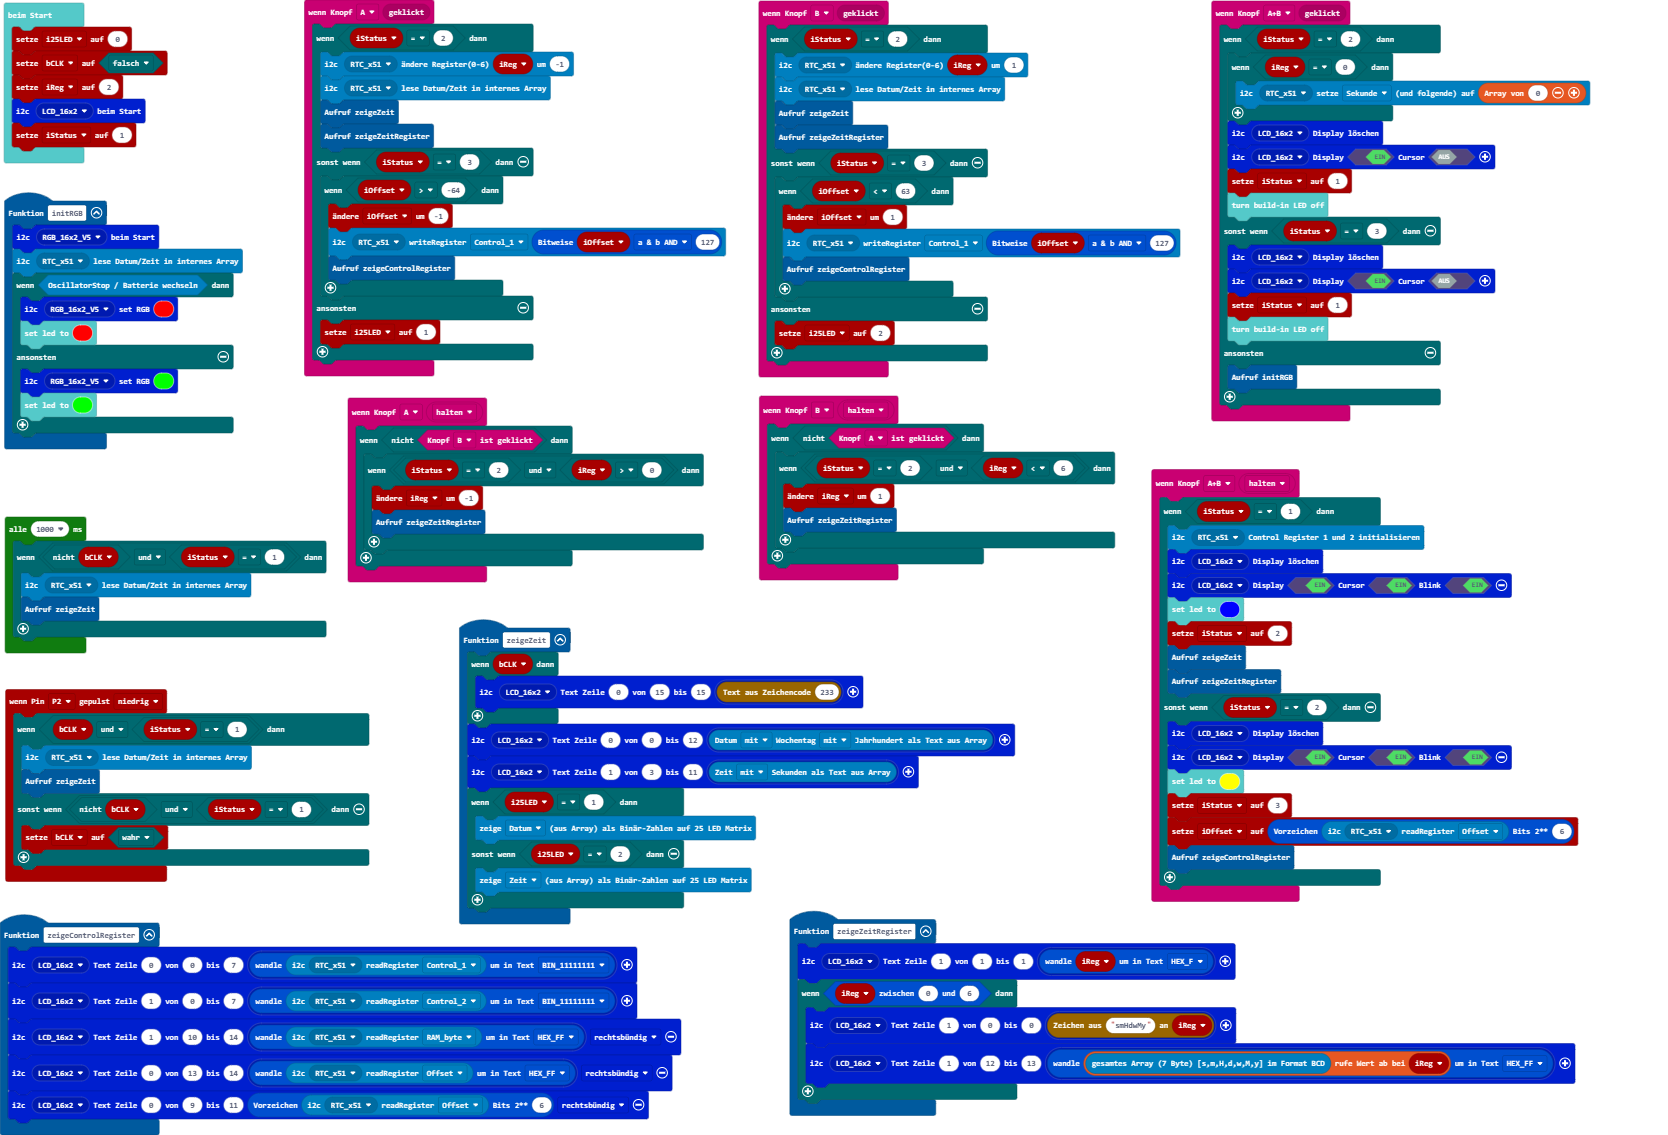 beim Start
setze i25LED auf 0
setze bCLK auf falsch
setze iReg auf 2
i2c LCD_16x2 beim Start
setze iStatus auf 1
Funktion initRGB
i2c RGB_16x2_V5 beim Start
i2c RTC_x51 lese Datum/Zeit in internes Array
wenn OscillatorStop / Batterie wechseln dann
i2c RGB_16x2_V5 set RGB
set led to
ansonsten
i2c RGB_16x2_V5 set RGB
set led to
alle 1000 ms
wenn nicht bCLK und iStatus = 1 dann
i2c RTC_x51 lese Datum/Zeit in internes Array
Aufruf zeigeZeit
wenn Pin P2 gepulst niedrig
wenn bCLK und iStatus = 1 dann
i2c RTC_x51 lese Datum/Zeit in internes Array
Aufruf zeigeZeit
sonst wenn nicht bCLK und iStatus = 1 dann
setze bCLK auf wahr
wenn Knopf A geklickt
wenn iStatus = 2 dann
i2c RTC_x51 ändere Register(0-6) iReg um -1
i2c RTC_x51 lese Datum/Zeit in internes Array
Aufruf zeigeZeit
Aufruf zeigeZeitRegister
sonst wenn iStatus = 3 dann
wenn iOffset > -64 dann
ändere iOffset um -1
i2c RTC_x51 writeRegister Control_1 Bitweise iOffset a & b AND 127
Aufruf zeigeControlRegister
ansonsten
setze i25LED auf 1
wenn Knopf A halten
wenn nicht Knopf B ist geklickt dann
wenn iStatus = 2 und iReg > 0 dann
ändere iReg um -1
Aufruf zeigeZeitRegister
wenn Knopf B geklickt
wenn iStatus = 2 dann
i2c RTC_x51 ändere Register(0-6) iReg um 1
i2c RTC_x51 lese Datum/Zeit in internes Array
Aufruf zeigeZeit
Aufruf zeigeZeitRegister
sonst wenn iStatus = 3 dann
wenn iOffset < 63 dann
ändere iOffset um 1
i2c RTC_x51 writeRegister Control_1 Bitweise iOffset a & b AND 127
Aufruf zeigeControlRegister
ansonsten
setze i25LED auf 2
wenn Knopf B halten
wenn nicht Knopf A ist geklickt dann
wenn iStatus = 2 und iReg < 6 dann
ändere iReg um 1
Aufruf zeigeZeitRegister
wenn Knopf A+B geklickt
wenn iStatus = 2 dann
wenn iReg = 0 dann
i2c RTC_x51 setze Sekunde (und folgende) auf Array von 0
i2c LCD_16x2 Display löschen
i2c LCD_16x2 Display EIN Cursor AUS
setze iStatus auf 1
turn build-in LED off
sonst wenn iStatus = 3 dann
i2c LCD_16x2 Display löschen
i2c LCD_16x2 Display EIN Cursor AUS
setze iStatus auf 1
turn build-in LED off
ansonsten
Aufruf initRGB
wenn Knopf A+B halten
wenn iStatus = 1 dann
i2c RTC_x51 Control Register 1 und 2 initialisieren
i2c LCD_16x2 Display löschen
i2c LCD_16x2 Display EIN Cursor EIN Blink EIN
set led to
setze iStatus auf 2
Aufruf zeigeZeit
Aufruf zeigeZeitRegister
sonst wenn iStatus = 2 dann
i2c LCD_16x2 Display löschen
i2c LCD_16x2 Display EIN Cursor EIN Blink EIN
set led to
setze iStatus auf 3
setze iOffset auf Vorzeichen i2c RTC_x51 readRegister Offset Bits 2** 6
Aufruf zeigeControlRegister
Funktion zeigeZeit
wenn bCLK dann
i2c LCD_16x2 Text Zeile 0 von 15 bis 15 Text aus Zeichencode 233
i2c LCD_16x2 Text Zeile 0 von 0 bis 12 Datum mit Wochentag mit Jahrhundert als Text aus Array
i2c LCD_16x2 Text Zeile 1 von 3 bis 11 Zeit mit Sekunden als Text aus Array
wenn i25LED = 1 dann
zeige Datum (aus Array) als Binär-Zahlen auf 25 LED Matrix
sonst wenn i25LED = 2 dann
zeige Zeit (aus Array) als Binär-Zahlen auf 25 LED Matrix
Funktion zeigeControlRegister
i2c LCD_16x2 Text Zeile 0 von 0 bis 7 wandle i2c RTC_x51 readRegister Control_1 um in Text BIN_11111111
i2c LCD_16x2 Text Zeile 1 von 0 bis 7 wandle i2c RTC_x51 readRegister Control_2 um in Text BIN_11111111
i2c LCD_16x2 Text Zeile 1 von 10 bis 14 wandle i2c RTC_x51 readRegister RAM_byte um in Text HEX_FF rechtsbündig
i2c LCD_16x2 Text Zeile 0 von 13 bis 14 wandle i2c RTC_x51 readRegister Offset um in Text HEX_FF rechtsbündig
i2c LCD_16x2 Text Zeile 0 von 9 bis 11 Vorzeichen i2c RTC_x51 readRegister Offset Bits 2** 6 rechtsbündig
Funktion zeigeZeitRegister
i2c LCD_16x2 Text Zeile 1 von 1 bis 1 wandle iReg um in Text HEX_F
wenn iReg zwischen 0 und 6 dann
i2c LCD_16x2 Text Zeile 1 von 0 bis 0 Zeichen aus "smHdwMy" an iReg
i2c LCD_16x2 Text Zeile 1 von 12 bis 13 wandle gesamtes Array (7 Byte) [s,m,H,d,w,M,y] im Format BCD rufe Wert ab bei iReg um in Text HEX_FF